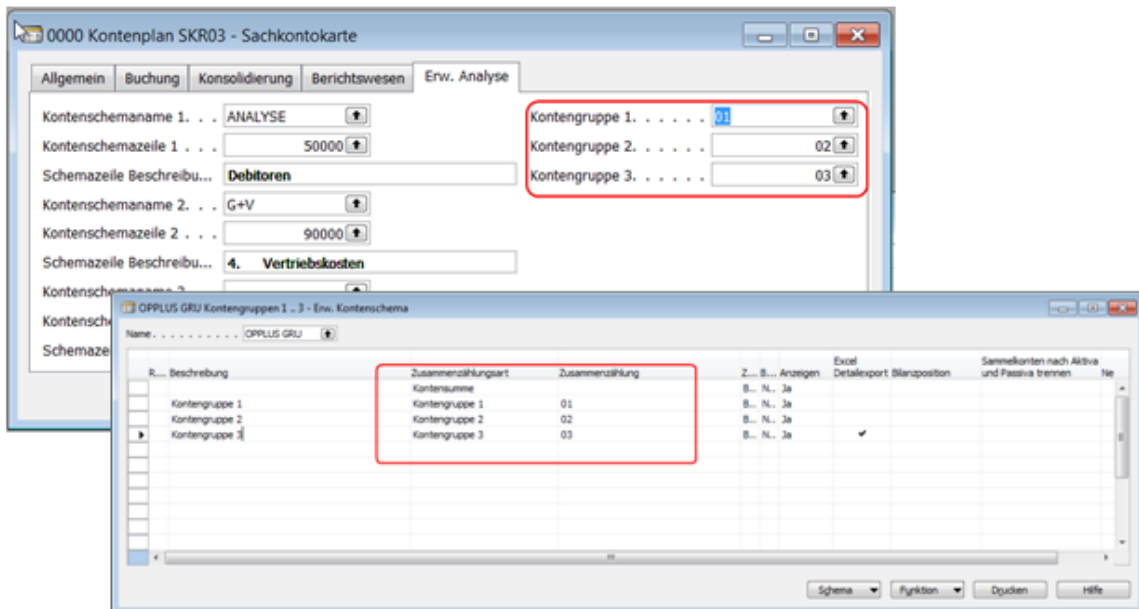 0000 Kontenplan SKR03 - Sachkontokarte
Allgemein Buchung Konsolidierung Berichtswesen Erw. Analyse
Kontenschemaname 1. . . ANALYSE Kontengruppe 1. . . . . . 01
Kontenschemazeile 1 . . . 50000 Kontengruppe 2. . . . . . 02
Schemazeile Beschreibu... Debitoren Kontengruppe 3. . . . . . 03
Kontenschemaname 2. . . G+V
Kontenschemazeile 2 . . . 90000
Schemazeile Beschreibu... 4. Vertriebskosten
OPPLUS GRU Kontengruppen 1 .. 3 - Erw. Kontenschema
Name . . . . . . . . . . OPPLUS GRU
R... Beschreibung Zusammenzählungsart Zusammenzählung Z... B... Anzeigen Excel Detailexport Bilanzposition Sammelkonten nach Aktiva und Passiva trennen Ne
Kontensumme B... N... Ja
Kontengruppe 1 Kontengruppe 1 01 B... N... Ja
Kontengruppe 2 Kontengruppe 2 02 B... N... Ja
Kontengruppe 3 Kontengruppe 3 03 B... N... Ja
Schema Funktion Drucken Hilfe